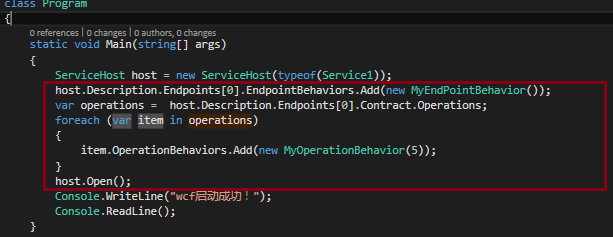 class Program
{
0 references | 0 changes | 0 authors, 0 changes
static void Main(string[] args)
{
ServiceHost host = new ServiceHost(typeof(Service1));
host.Description.Endpoints[0].EndpointBehaviors.Add(new MyEndPointBehavior());
var operations =  host.Description.Endpoints[0].Contract.Operations;
foreach (var item in operations)
{
item.OperationBehaviors.Add(new MyOperationBehavior(5));
}
host.Open();
Console.WriteLine("wcf启动成功！");
Console.ReadLine();
}